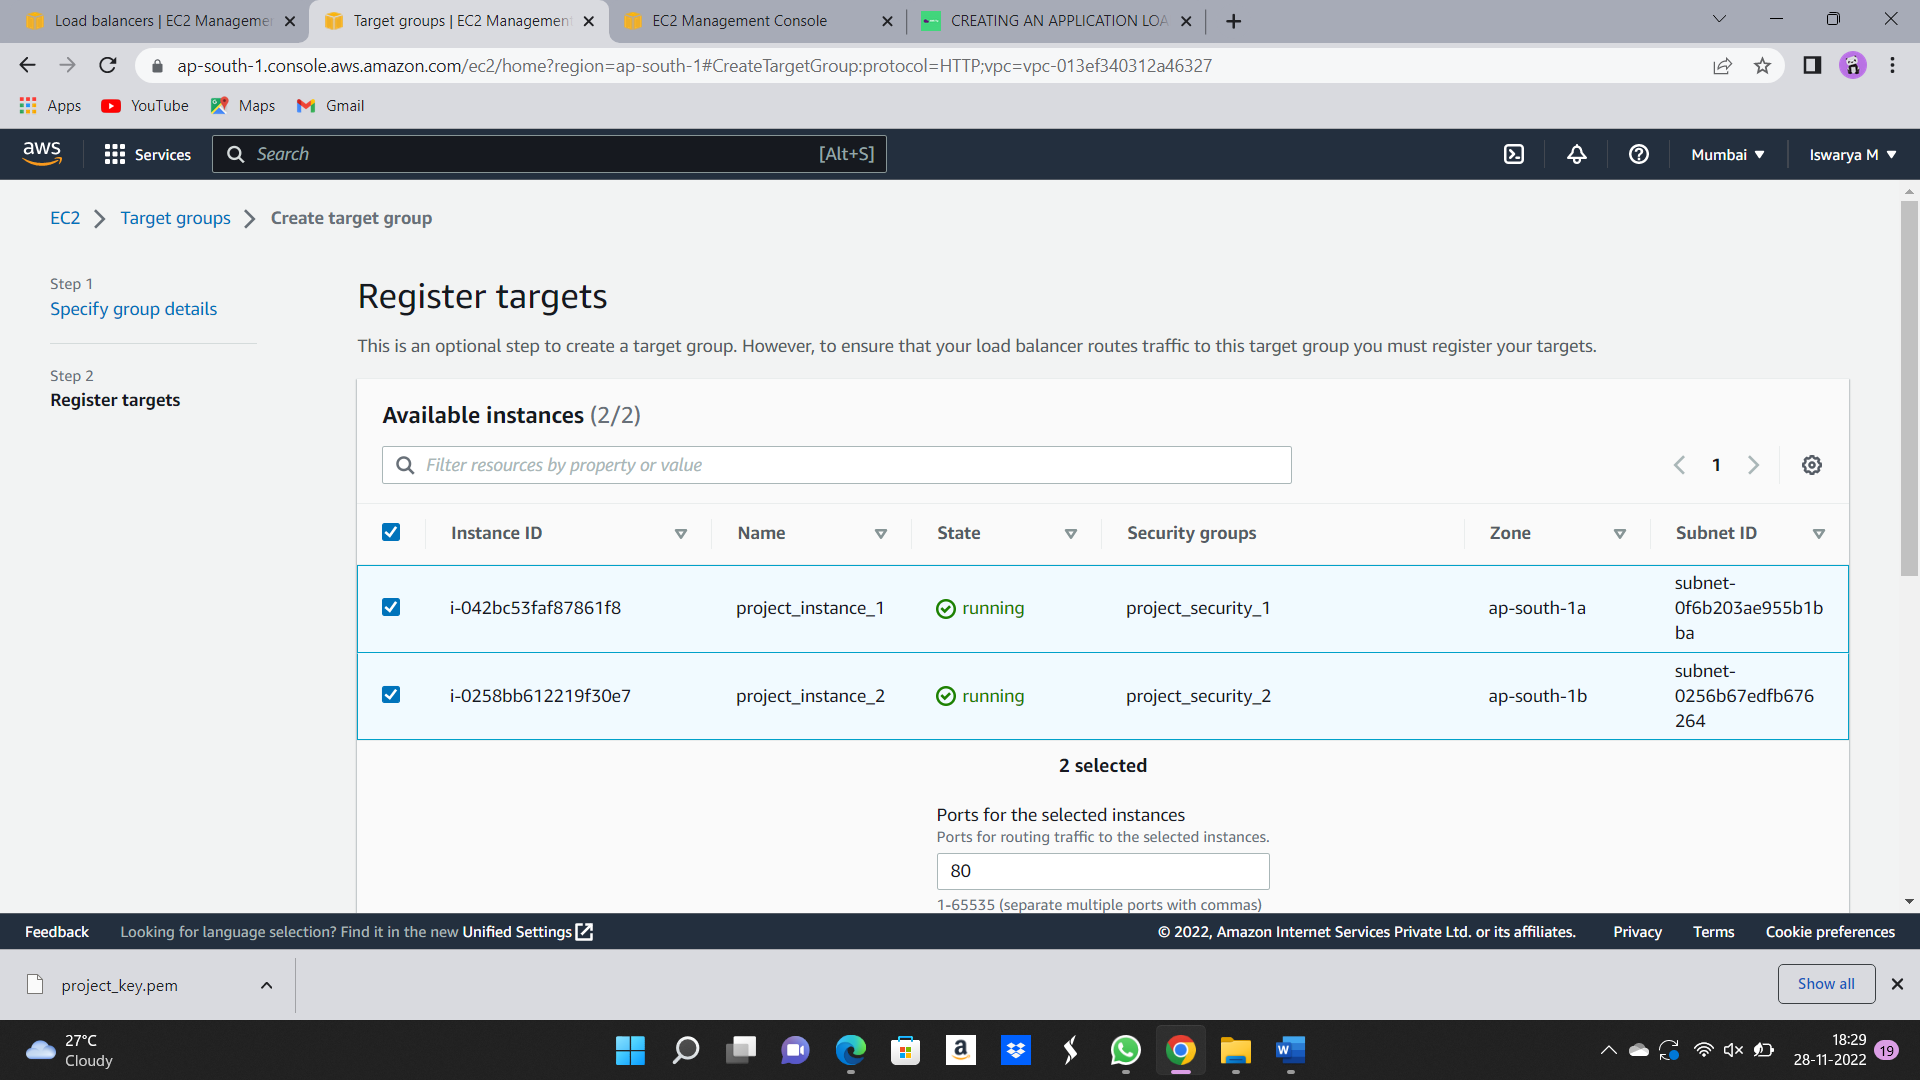 Load balancers | EC2 Manageme
Target groups | EC2 Management
EC2 Management Console
CREATING AN APPLICATION LOA
ap-south-1.console.aws.amazon.com/ec2/home?region=ap-south-1#CreateTargetGroup:protocol=HTTP;vpc=vpc-013ef340312a46327
Apps
YouTube
Maps
Gmail
aws
Services
Search
[Alt+S]
Mumbai
Iswarya M
EC2
Target groups
Create target group
Step 1
Specify group details
Step 2
Register targets
Register targets
This is an optional step to create a target group. However, to ensure that your load balancer routes traffic to this target group you must register your targets.
Available instances (2/2)
Filter resources by property or value
1
Instance ID
Name
State
Security groups
Zone
Subnet ID
i-042bc53faf87861f8
project_instance_1
running
project_security_1
ap-south-1a
subnet-
0f6b203ae955b1b
ba
i-0258bb612219f30e7
project_instance_2
running
project_security_2
ap-south-1b
subnet-
0256b67edfb676
264
2 selected
Ports for the selected instances
Ports for routing traffic to the selected instances.
80
1-65535 (separate multiple ports with commas)
Feedback
Looking for language selection? Find it in the new Unified Settings
© 2022, Amazon Internet Services Private Ltd. or its affiliates.
Privacy
Terms
Cookie preferences
project_key.pem
Show all
27°C
Cloudy
18:29
28-11-2022
19